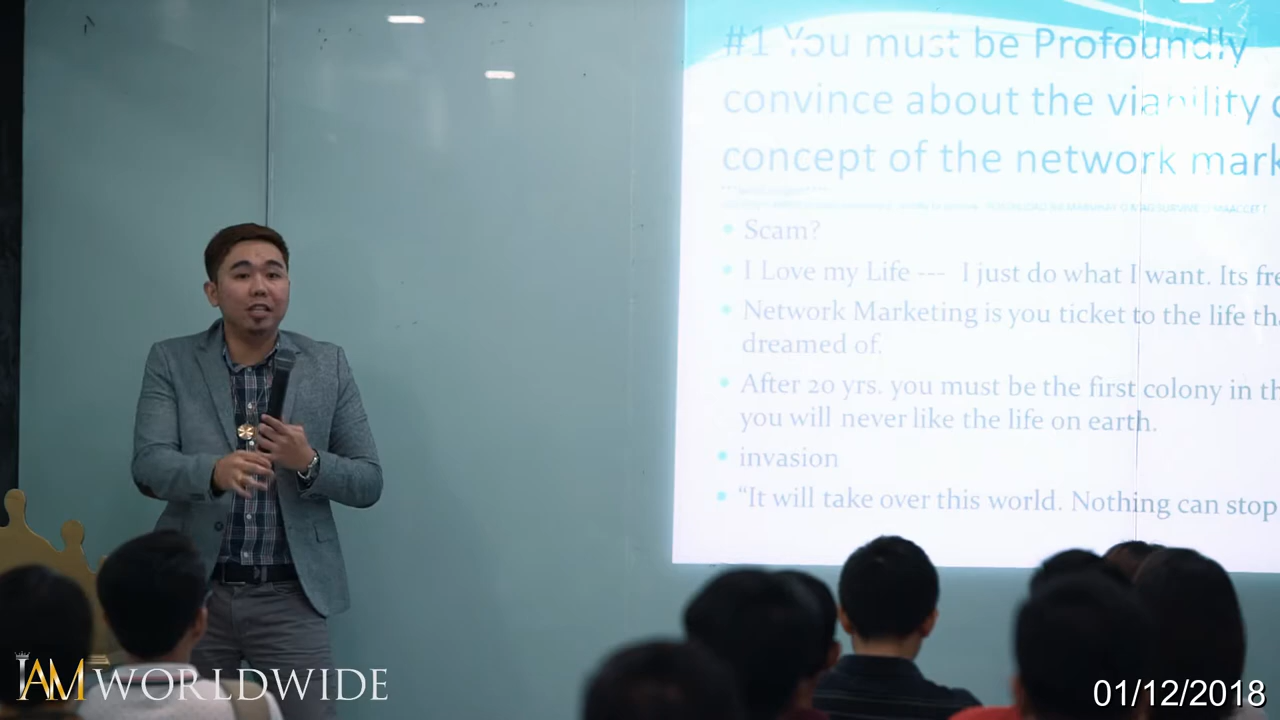 #1 You must be Profoundly
convince about the viability
concept of the network mark
Scam?
I Love my Life --- I just do what I want. Its fre
Network Marketing is you ticket to the life th
dreamed of.
After 20 yrs. you must be the first colony in th
you will never like the life on earth.
invasion
“It will take over this world. Nothing can stop
IAM WORLDWIDE
01/12/2018